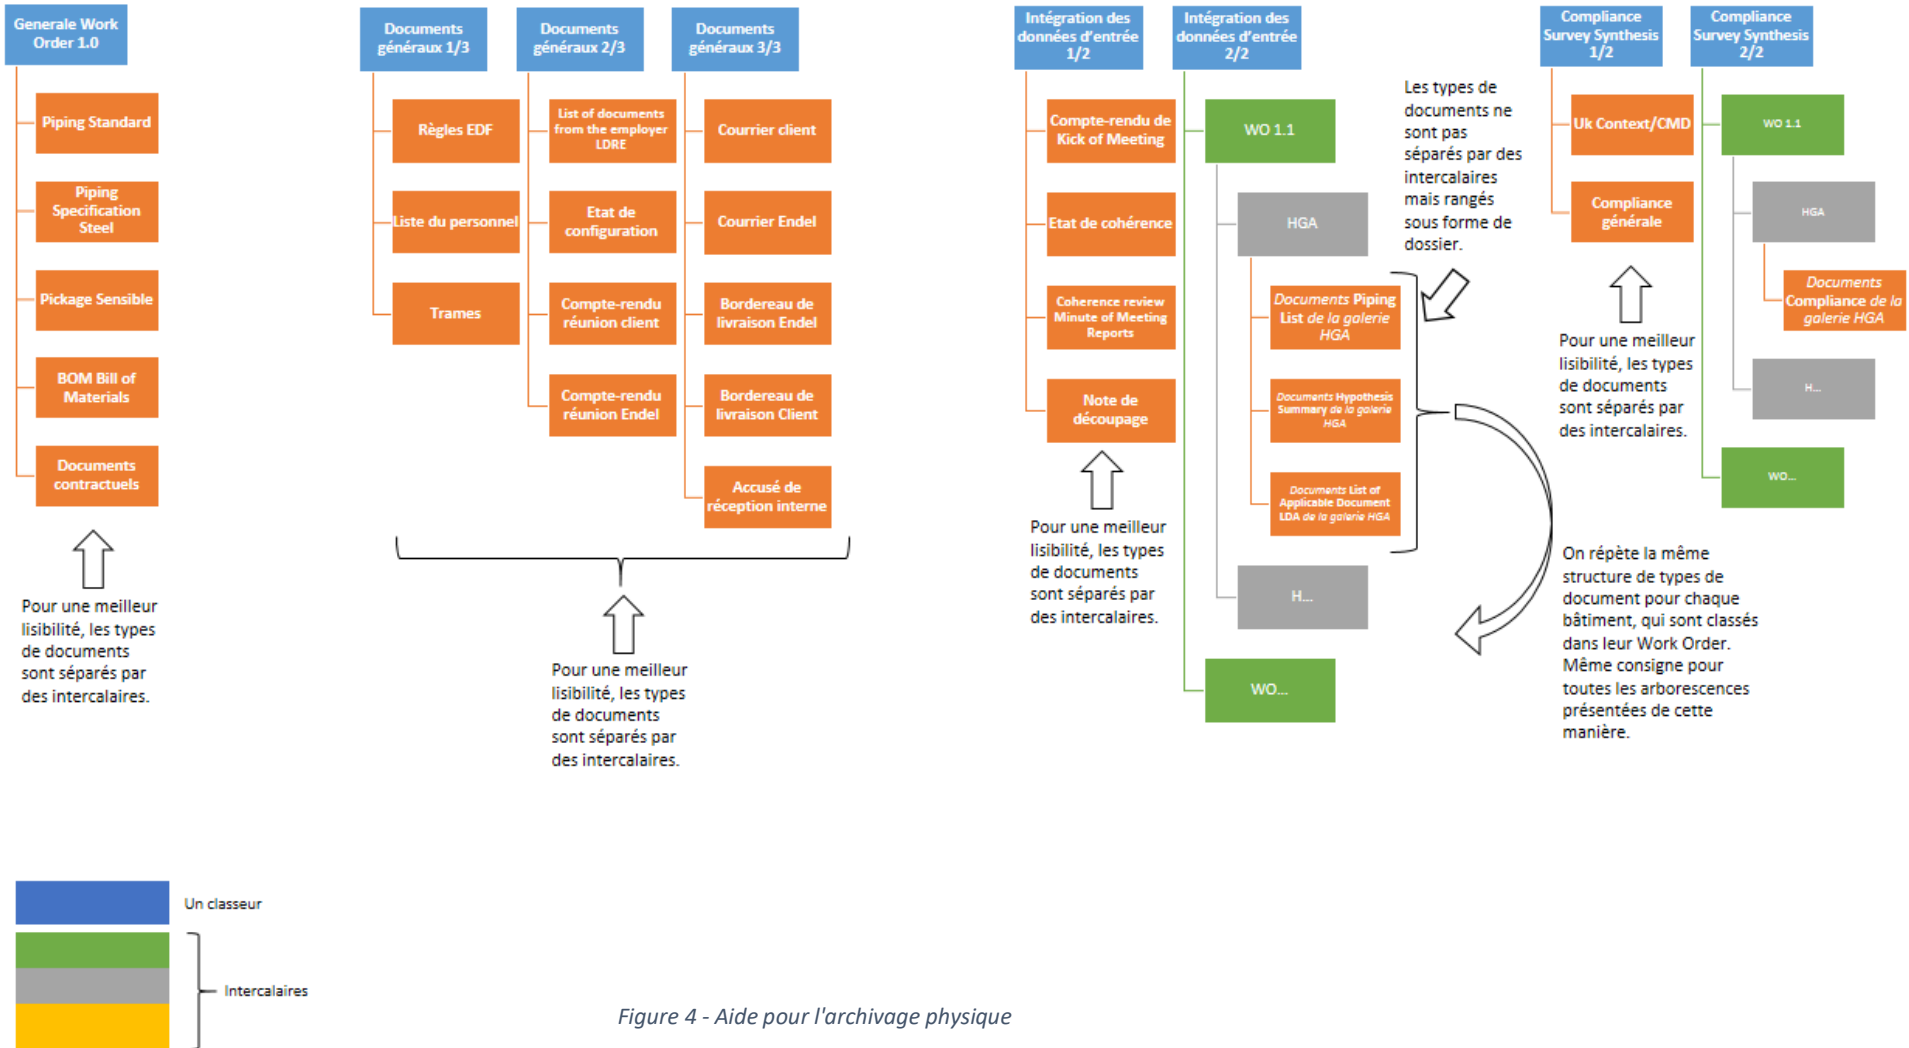 Generale Work
Order 1.0
Piping Standard
Piping
Specification
Steel
Pickage Sensible
BOM Bill of
Materials
Documents
contractuels
Pour une meilleur
lisibilité, les types
de documents
sont séparés par
des intercalaires.
Documents
généraux 1/3
Règles EDF
Liste du personnel
Trames
Documents
généraux 2/3
List of documents
from the employer
LDRE
Etat de
configuration
Compte-rendu
réunion client
Compte-rendu
réunion Endel
Documents
généraux 3/3
Courrier client
Courrier Endel
Bordereau de
livraison Endel
Bordereau de
livraison Client
Accusé de
réception interne
Pour une meilleur
lisibilité, les types
de documents
sont séparés par
des intercalaires.
Intégration des
données d'entrée
1/2
Compte-rendu de
Kick of Meeting
Etat de cohérence
Coherence review
Minute of Meeting
Reports
Note de
découpage
Pour une meilleur
lisibilité, les types
de documents
sont séparés par
des intercalaires.
Intégration des
données d'entrée
2/2
WO 1.1
HGA
Documents Piping
List de la galerie
HGA
Documents Hypothesis
Summary de la galerie
HGA
Documents List of
Applicable Document
LDA de la galerie HGA
H...
WO...
Les types de
documents ne
sont pas
séparés par des
intercalaires
mais rangés
sous forme de
dossier.
On répète la même
structure de types de
document pour chaque
bâtiment, qui sont classés
dans leur Work Order.
Même consigne pour
toutes les arborescences
présentées de cette
manière.
Compliance
Survey Synthesis
1/2
Uk Context/CMD
Compliance
générale
Pour une meilleur
lisibilité, les types
de documents
sont séparés par
des intercalaires.
Compliance
Survey Synthesis
2/2
WO 1.1
HGA
Documents
Compliance de la
galerie HGA
H...
WO...
Un classeur
Intercalaires
Figure 4 - Aide pour l'archivage physique